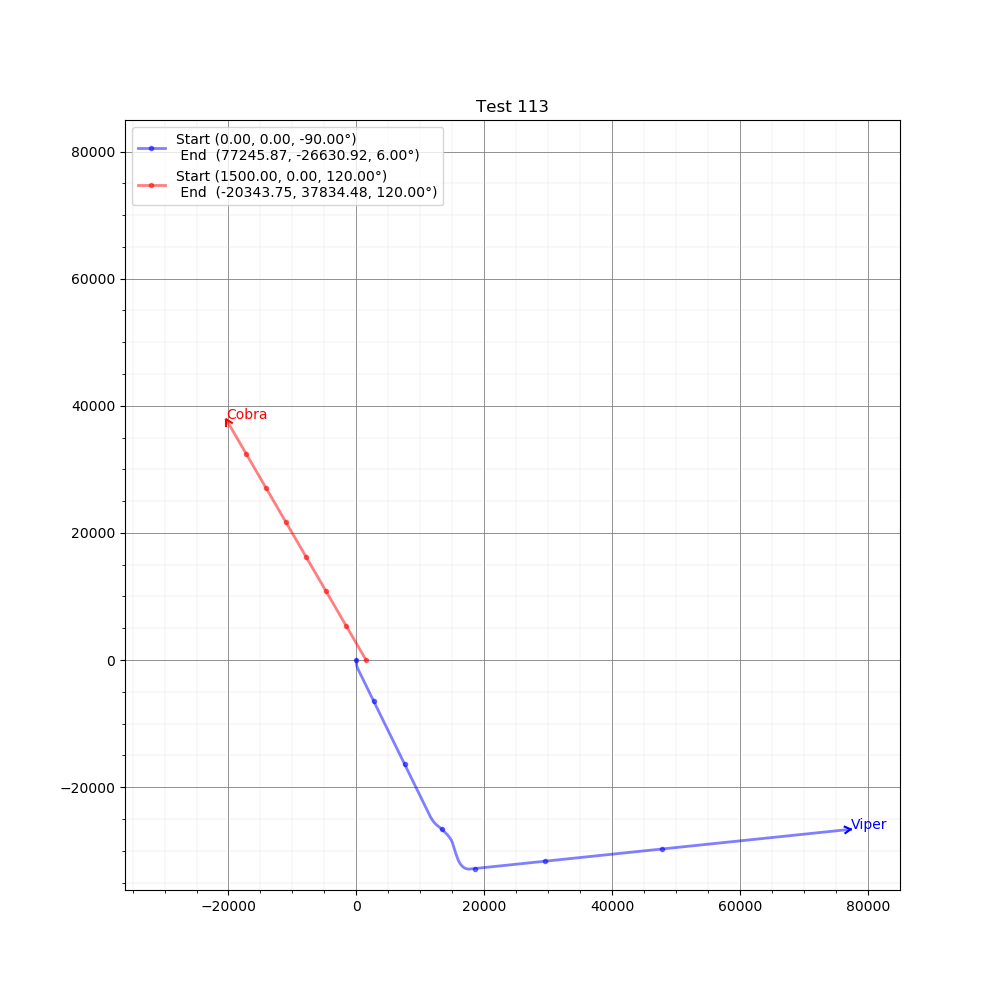 Test 113
Start (0.00, 0.00, -90.00°)
End (77245.87, -26630.92, 6.00°)
Start (1500.00, 0.00, 120.00°)
End (-20343.75, 37834.48, 120.00°)
80000
60000
40000
20000
0
−20000
Cobra
Viper
−20000
0
20000
40000
60000
80000